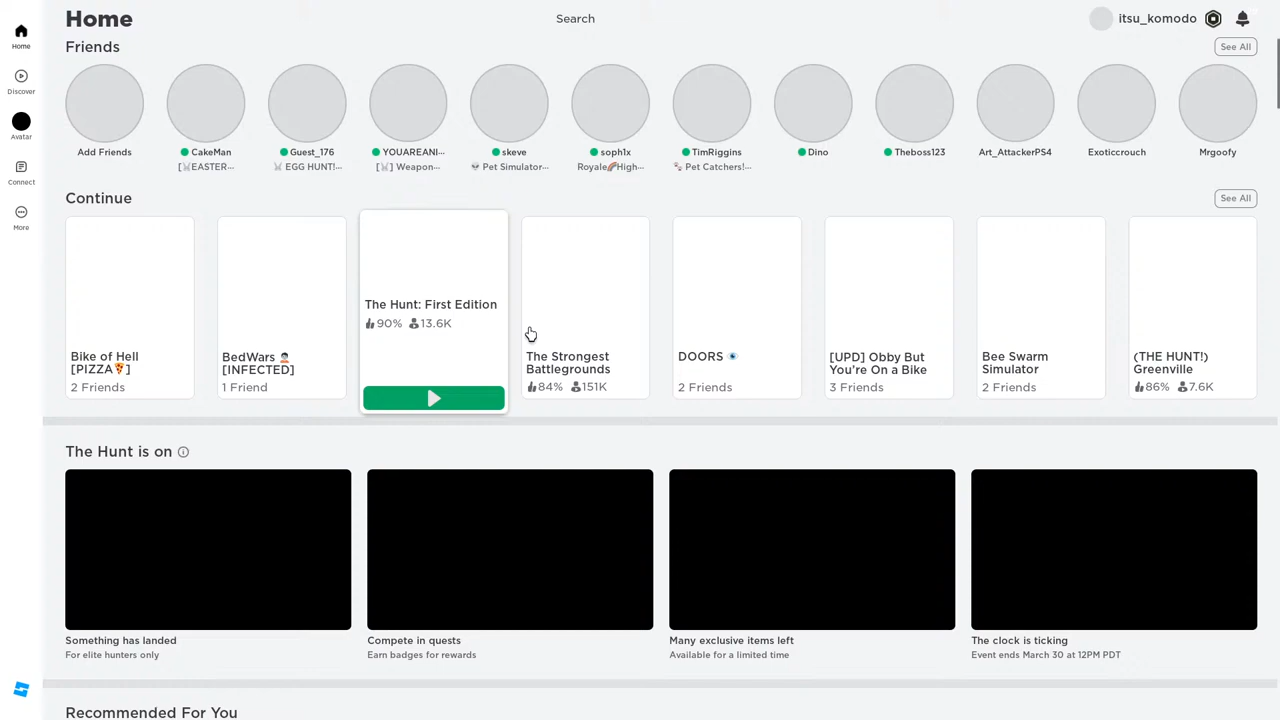 Home
Search
itsu_komodo
Home
Discover
Avatar
Connect
More
Friends
See All
Add Friends
CakeMan
[🐰EASTER...
Guest_176
🐰 EGG HUNT!...
YOUAREANI...
[🐰] Weapon...
skeve
💀 Pet Simulator...
soph1x
Royale🌈High...
TimRiggins
🐾 Pet Catchers!...
Dino
Theboss123
Art_AttackerPS4
Exoticcrouch
Mrgoofy
Continue
See All
Bike of Hell
[PIZZA🍕]
2 Friends
BedWars 🧟
[INFECTED]
1 Friend
The Hunt: First Edition
90% 13.6K
The Strongest
Battlegrounds
84% 151K
DOORS 👁️
2 Friends
[UPD] Obby But
You're On a Bike
3 Friends
Bee Swarm
Simulator
2 Friends
(THE HUNT!)
Greenville
86% 7.6K
The Hunt is on
Something has landed
For elite hunters only
Compete in quests
Earn badges for rewards
Many exclusive items left
Available for a limited time
The clock is ticking
Event ends March 30 at 12PM PDT
Recommended For You